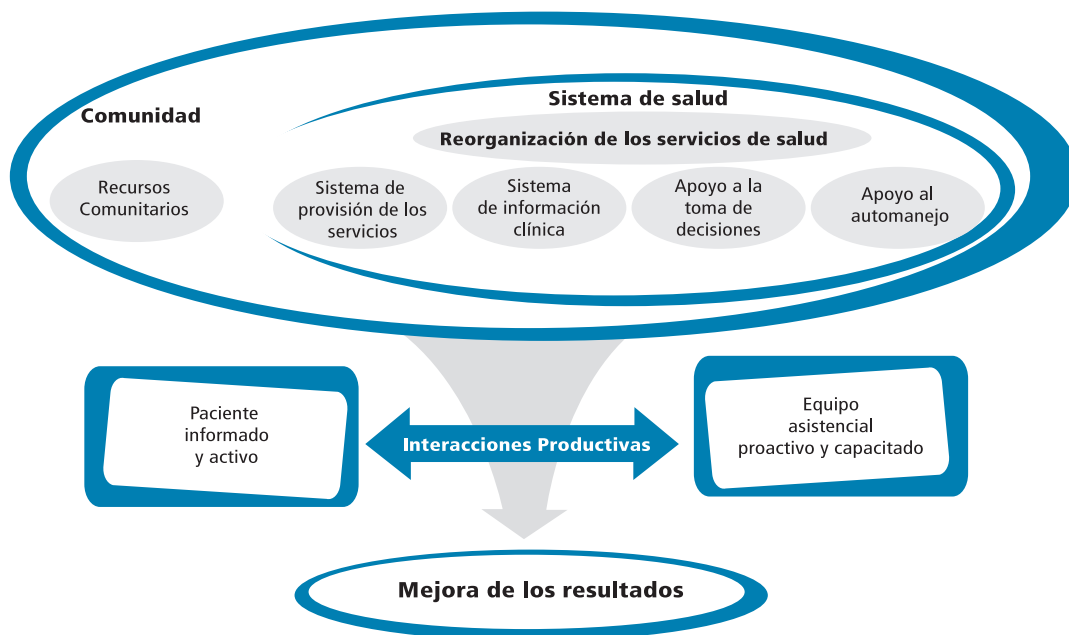 Comunidad
Sistema de salud
Reorganización de los servicios de salud
Recursos
Comunitarios
Sistema de
provisión de los
servicios
Sistema
de información
clínica
Apoyo a la
toma de
decisiones
Apoyo al
automanejo
Paciente
informado
y activo
Interacciones Productivas
Equipo
asistencial
proactivo y capacitado
Mejora de los resultados